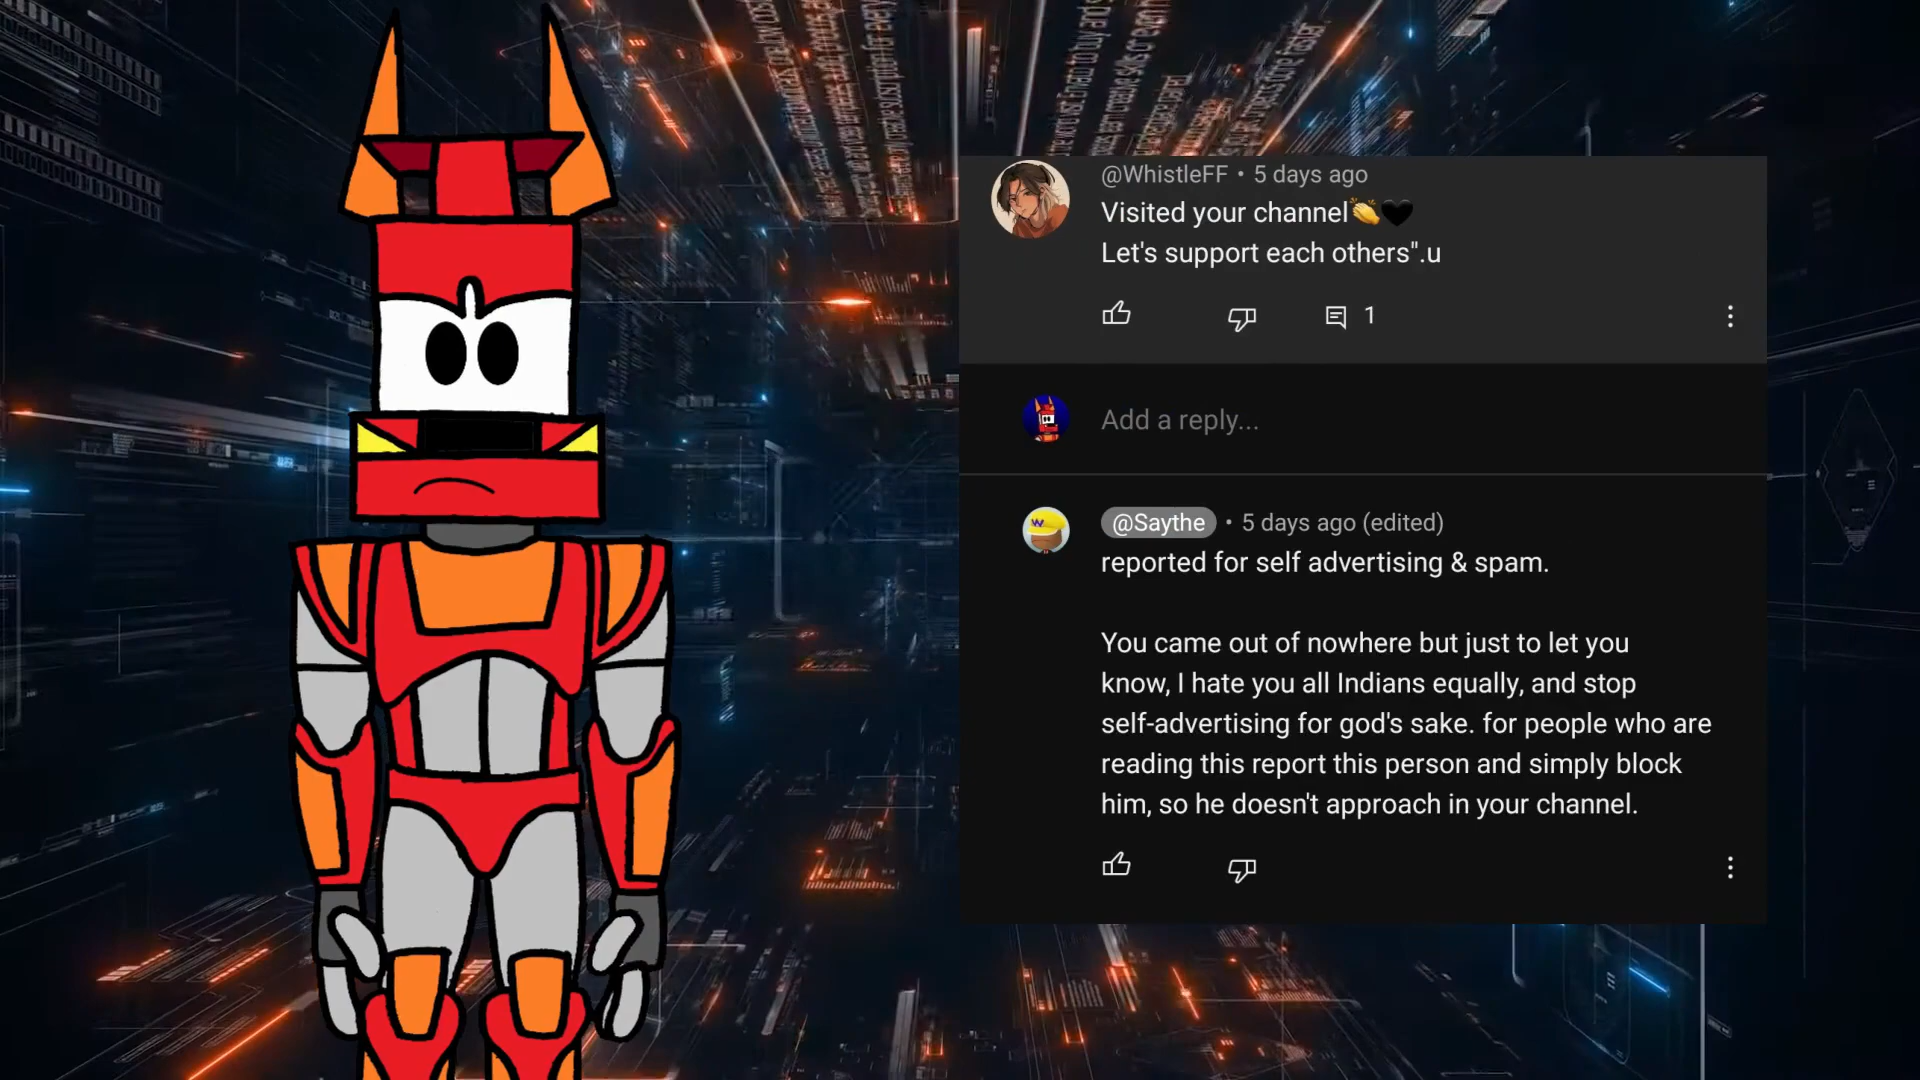 @WhistleFF • 5 days ago
Visited your channel👏🖤
Let's support each others".u
1
Add a reply...
@Saythe • 5 days ago (edited)
reported for self advertising & spam.
You came out of nowhere but just to let you
know, I hate you all Indians equally, and stop
self-advertising for god's sake. for people who are
reading this report this person and simply block
him, so he doesn't approach in your channel.